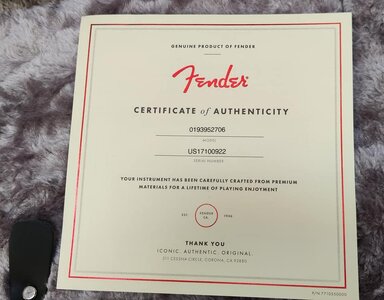 GENUINE PRODUCT OF FENDER
Fender
CERTIFICATE of AUTHENTICITY
0193952706
MODEL
US17100922
SERIAL NUMBER
YOUR INSTRUMENT HAS BEEN CAREFULLY CRAFTED FROM PREMIUM
MATERIALS FOR A LIFETIME OF PLAYING ENJOYMENT
EST. FENDER CA. 1946
THANK YOU
ICONIC. AUTHENTIC. ORIGINAL.
311 CESSNA CIRCLE, CORONA, CA 92880
P/N 7710550000